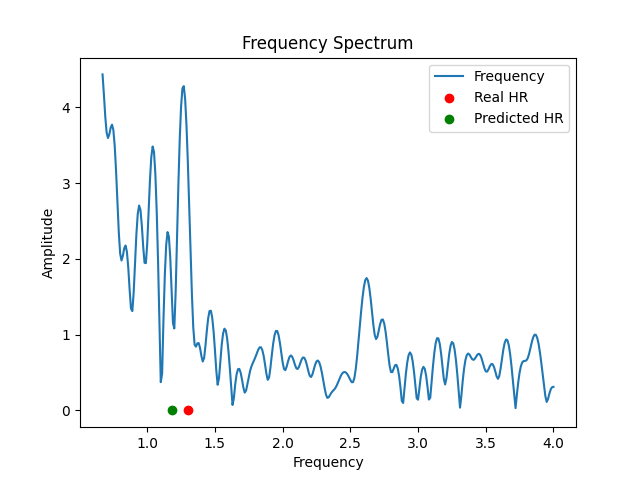 Frequency Spectrum
Frequency
Real HR
Predicted HR
Amplitude
4
3
2
1
0
1.0 1.5 2.0 2.5 3.0 3.5 4.0
Frequency